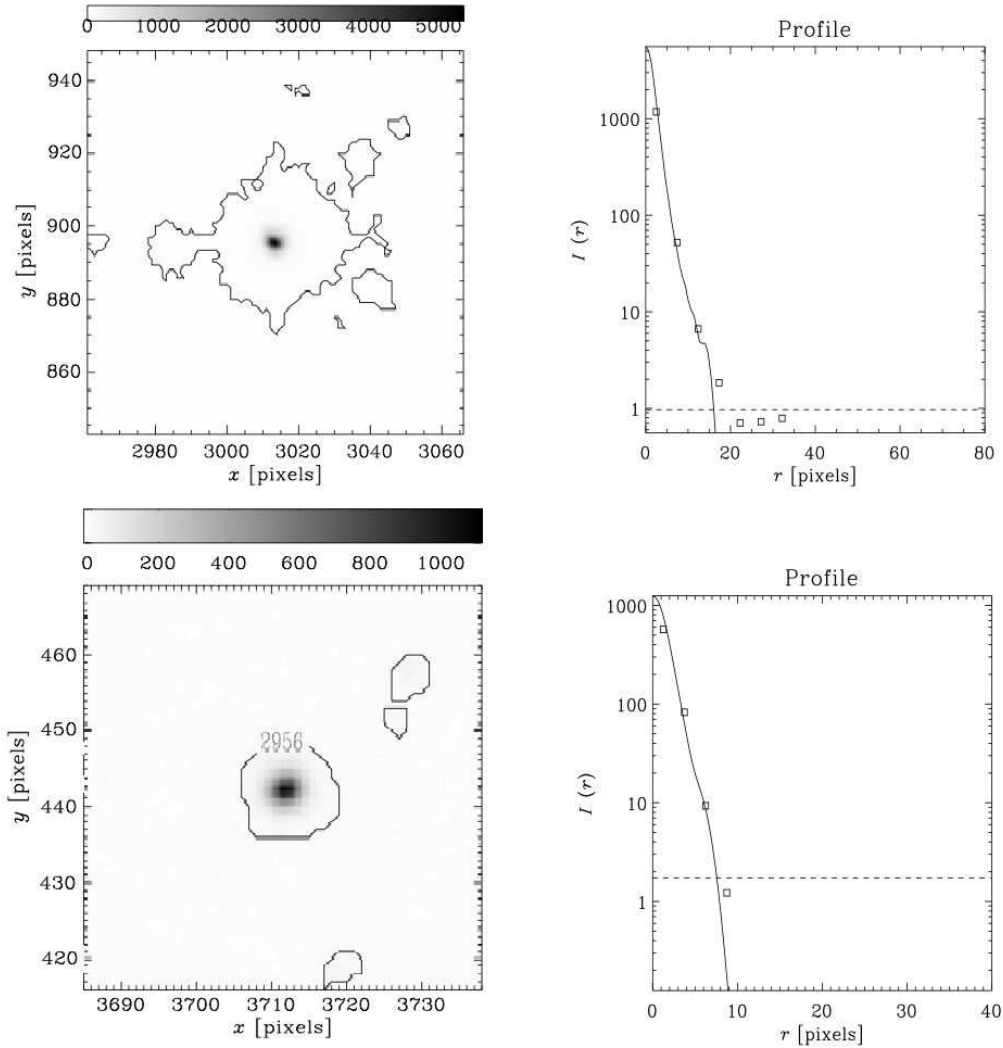 0 1000 2000 3000 4000 5000
940
920
900
880
860
y [pixels]
2980 3000 3020 3040 3060
x [pixels]
Profile
1000
100
10
1
I (r)
0 20 40 60 80
r [pixels]
0 200 400 600 800 1000
460
450
440
430
420
y [pixels]
2956
3690 3700 3710 3720 3730
x [pixels]
Profile
1000
100
10
1
I (r)
0 10 20 30 40
r [pixels]